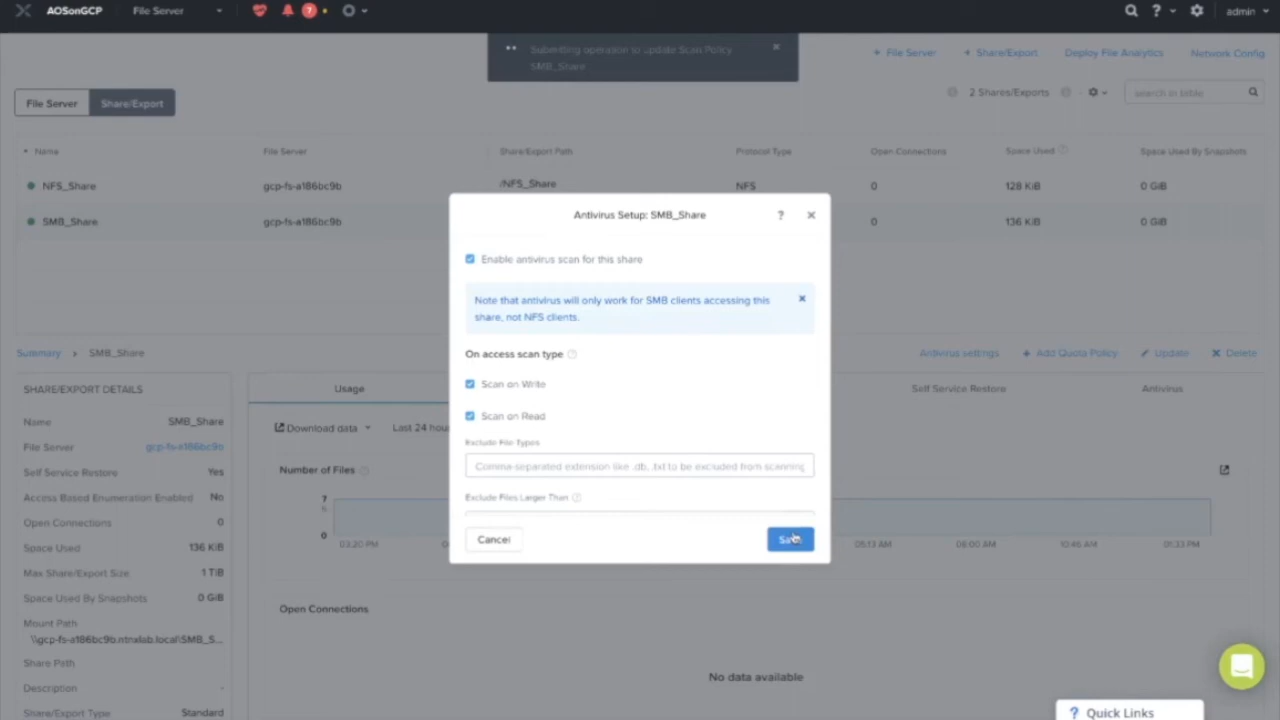 AOSonGCP File Server 7 ? admin
Submitting operation to update Scan Policy
SMB_Share
+ File Server + Share/Export Deploy File Analytics Network Config
File Server Share/Export
2 Shares/Exports search in table
Name File Server Share/Export Path Protocol Type Open Connections Space Used Space Used By Snapshots
NFS_Share gcp-fs-a186bc9b /NFS_Share NFS 0 128 KiB 0 GiB
SMB_Share gcp-fs-a186bc9b 0 136 KiB 0 GiB
Antivirus Setup: SMB_Share ? ×
Enable antivirus scan for this share
Note that antivirus will only work for SMB clients accessing this
share, not NFS clients.
On access scan type
Scan on Write
Scan on Read
Exclude File Types
Comma-separated extension like .db, .txt to be excluded from scanning
Exclude Files Larger Than
Cancel Save
Summary > SMB_Share
Antivirus settings + Add Quota Policy Update × Delete
SHARE/EXPORT DETAILS
Name SMB_Share
File Server gcp-fs-a186bc9b
Self Service Restore Yes
Access Based Enumeration Enabled No
Open Connections 0
Space Used 136 KiB
Max Share/Export Size 1 TiB
Space Used By Snapshots 0 GiB
Mount Path
\\gcp-fs-a186bc9b.ntnxlab.local\SMB_S...
Share Path
Description -
Share/Export Type Standard
Usage Self Service Restore Antivirus
Download data Last 24 hou
Number of Files
7
6
0
03:20 PM 05:13 AM 08:00 AM 10:46 AM 01:33 PM
Open Connections
No data available
? Quick Links